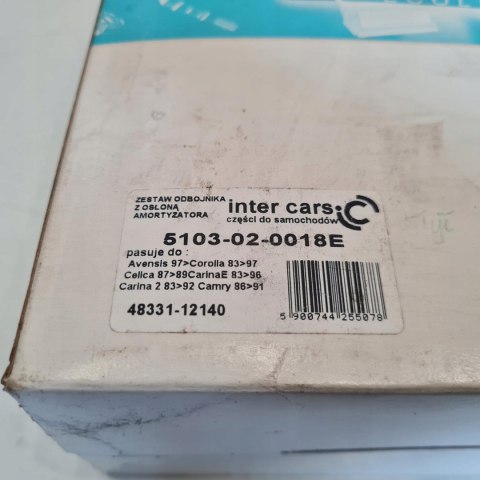 ZESTAW ODBOJNIKA
Z OSŁONĄ
AMORTYZATORA
inter cars
części do samochodów
5103-02-0018E
pasuje do :
Avensis 97>Corolla 83>97
Celica 87>89CarinaE 83>96
Carina 2 83>92 Camry 86>91
48331-12140
5 900744 255078